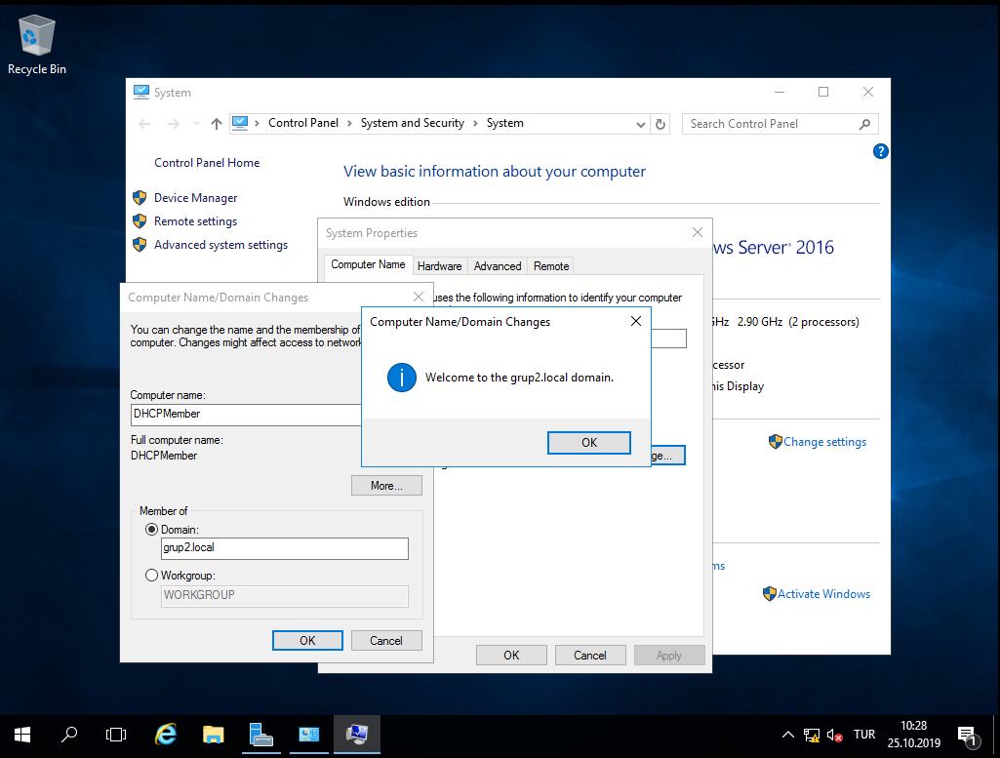 Recycle Bin
System
Control Panel
System and Security
System
Search Control Panel
?
Control Panel Home
Device Manager
Remote settings
Advanced system settings
View basic information about your computer
Windows edition
ws Server® 2016
GHz 2.90 GHz (2 processors)
cessor
his Display
Change settings
ms
Activate Windows
System Properties
Computer Name
Hardware
Advanced
Remote
uses the following information to identify your computer
ge...
OK
Cancel
Apply
Computer Name/Domain Changes
You can change the name and the membership of
computer. Changes might affect access to network
Computer name:
DHCPMember
Full computer name:
DHCPMember
More...
Member of
Domain:
grup2.local
Workgroup:
WORKGROUP
OK
Cancel
Computer Name/Domain Changes
Welcome to the grup2.local domain.
OK
TUR
10:28
25.10.2019
1